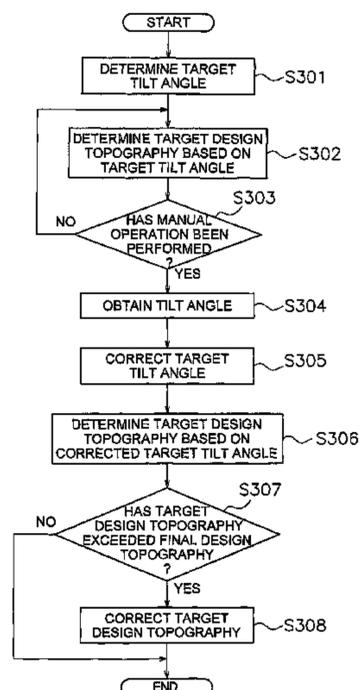 START
DETERMINE TARGET
TILT ANGLE
S301
DETERMINE TARGET DESIGN
TOPOGRAPHY BASED ON
TARGET TILT ANGLE
S302
S303
NO
HAS MANUAL
OPERATION BEEN
PERFORMED
?
YES
OBTAIN TILT ANGLE
S304
CORRECT TARGET
TILT ANGLE
S305
DETERMINE TARGET DESIGN
TOPOGRAPHY BASED ON
CORRECTED TARGET TILT ANGLE
S306
S307
NO
HAS TARGET
DESIGN TOPOGRAPHY
EXCEEDED FINAL DESIGN
TOPOGRAPHY
?
YES
CORRECT TARGET
DESIGN TOPOGRAPHY
S308
END